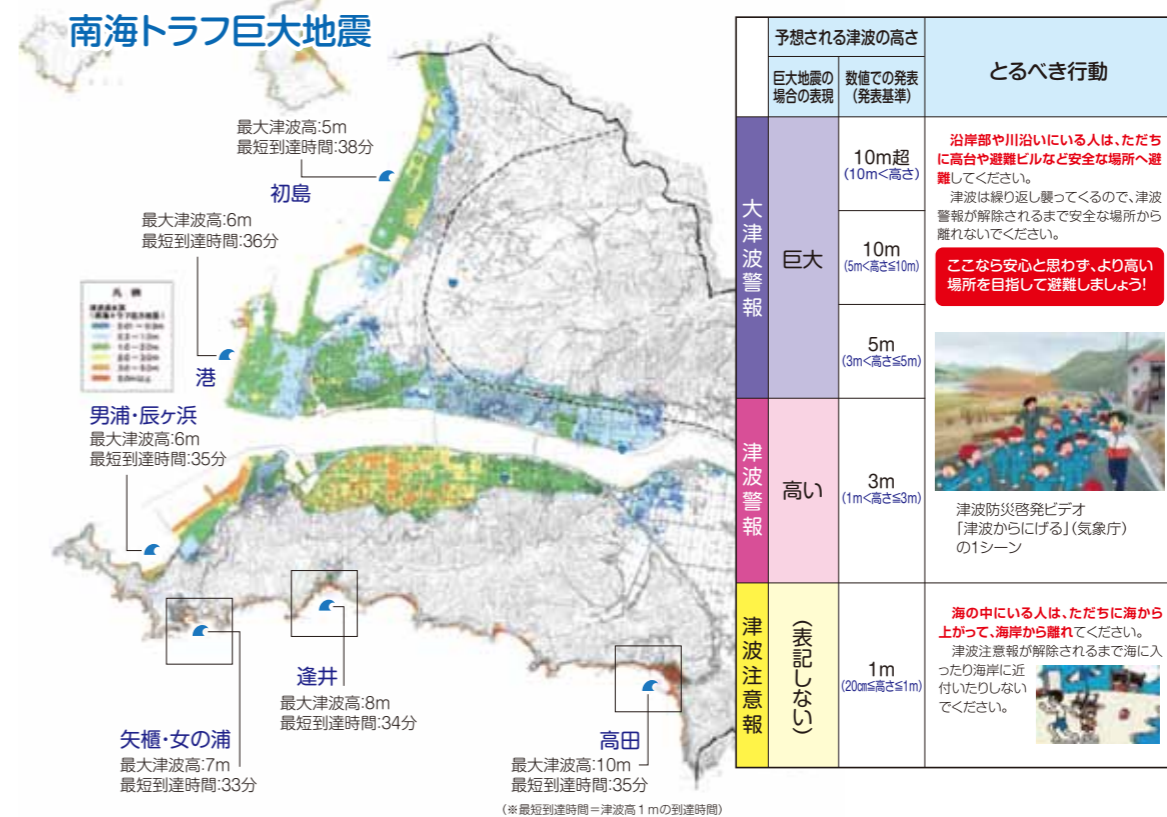 南海トラフ巨大地震
最大津波高:5m
最短到達時間:38分
初島
最大津波高:6m
最短到達時間:36分
港
凡例
男浦・辰ヶ浜
最大津波高:6m
最短到達時間:35分
逢井
最大津波高:8m
最短到達時間:34分
矢櫃・女の浦
最大津波高:7m
最短到達時間:33分
高田
最大津波高:10m
最短到達時間:35分
(※最短到達時間=津波高1mの到達時間)
予想される津波の高さ
巨大地震の
場合の表現
数値での発表
(発表基準)
とるべき行動
大津波警報
巨大
10m超
(10m<高さ)
10m
(5m<高さ≦10m)
5m
(3m<高さ≦5m)
沿岸部や川沿いにいる人は、ただち
に高台や避難ビルなど安全な場所へ避
難してください。
津波は繰り返し襲ってくるので、津波
警報が解除されるまで安全な場所から
離れないでください。
ここなら安心と思わず、より高い
場所を目指して避難しましょう!
津波警報
高い
3m
(1m<高さ≦3m)
津波防災啓発ビデオ
「津波からにげる」(気象庁)
の1シーン
津波注意報
(表記しない)
1m
(20㎝≦高さ≦1m)
海の中にいる人は、ただちに海から
上がって、海岸から離れてください。
津波注意報が解除されるまで海に入
ったり海岸に近
付いたりしない
でください。